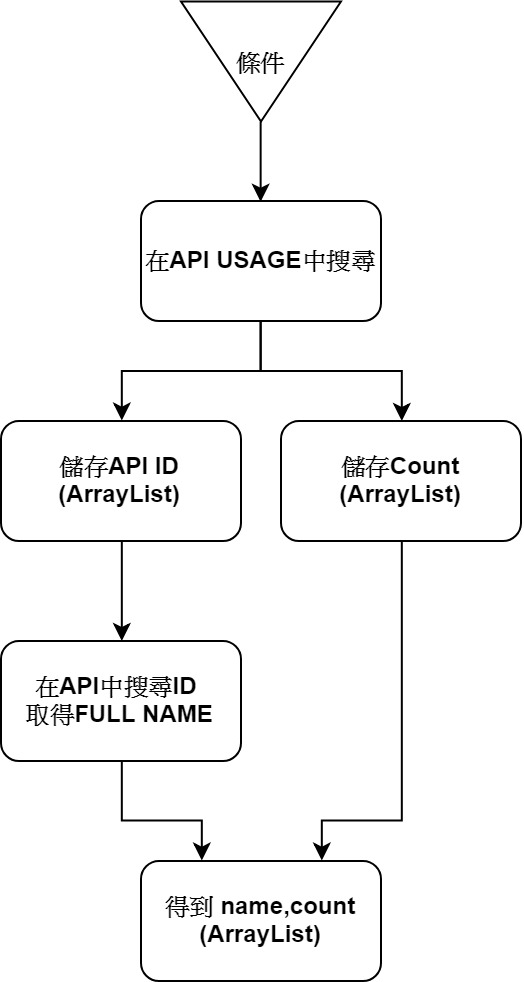 條件
在API USAGE中搜尋
儲存API ID
(ArrayList)
儲存Count
(ArrayList)
在API中搜尋ID
取得FULL NAME
得到 name,count
(ArrayList)